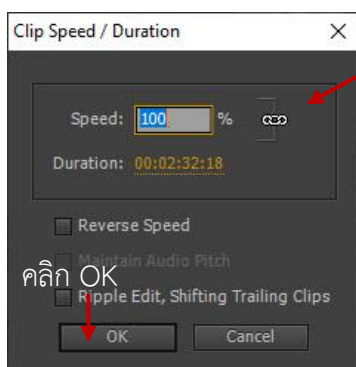 Clip Speed / Duration
Speed: 100 %
Duration: 00:02:32:18
Reverse Speed
Maintain Audio Pitch
คลิก OK
Ripple Edit, Shifting Trailing Clips
OK Cancel